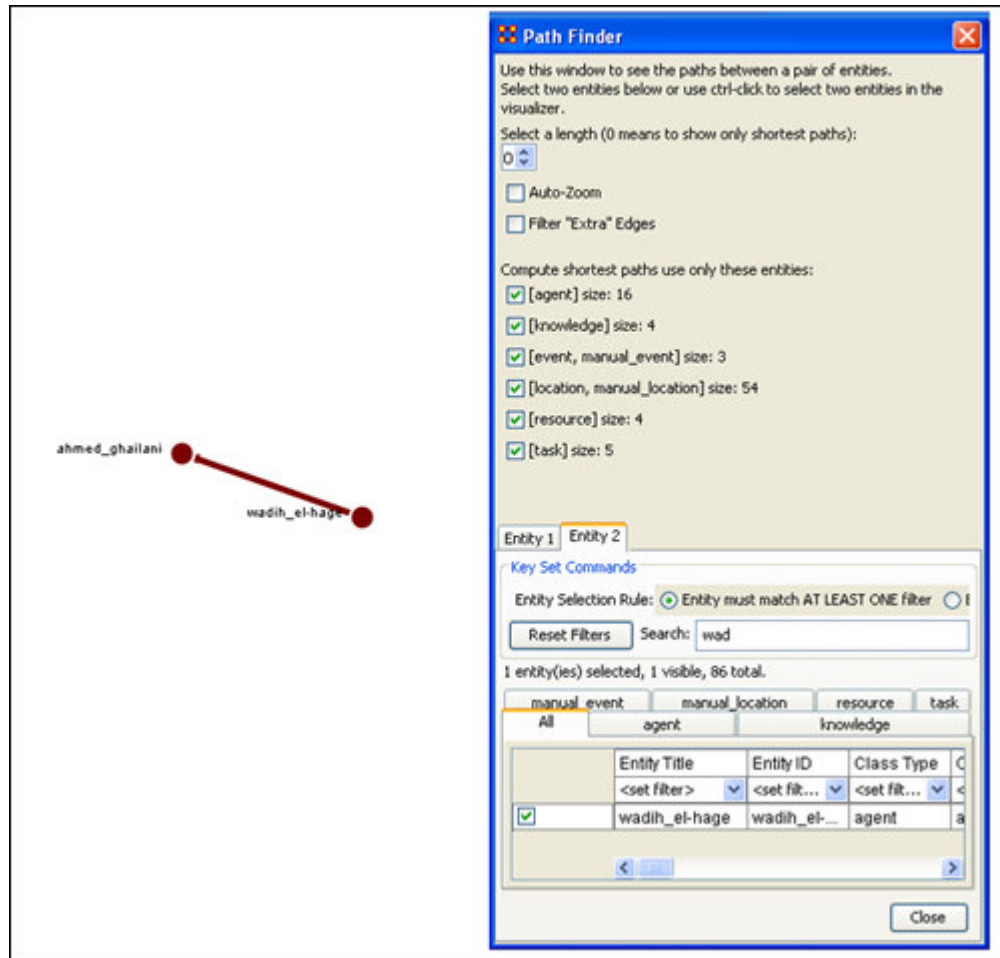 Path Finder
Use this window to see the paths between a pair of entities.
Select two entities below or use ctrl-click to select two entities in the
visualizer.
Select a length (0 means to show only shortest paths):
0
Auto-Zoom
Filter "Extra" Edges
Compute shortest paths use only these entities:
[agent] size: 16
[knowledge] size: 4
[event, manual_event] size: 3
[location, manual_location] size: 54
[resource] size: 4
[task] size: 5
ahmed_ghailani
wadih_el-hage
Entity 1 Entity 2
Key Set Commands
Entity Selection Rule: Entity must match AT LEAST ONE filter
Reset Filters Search: wad
1 entity(ies) selected, 1 visible, 86 total.
manual_event manual_location resource task
All agent knowledge
Entity Title Entity ID Class Type
<set filter> <set filt... <set filt... <
wadih_el-hage wadih_el-... agent a
Close